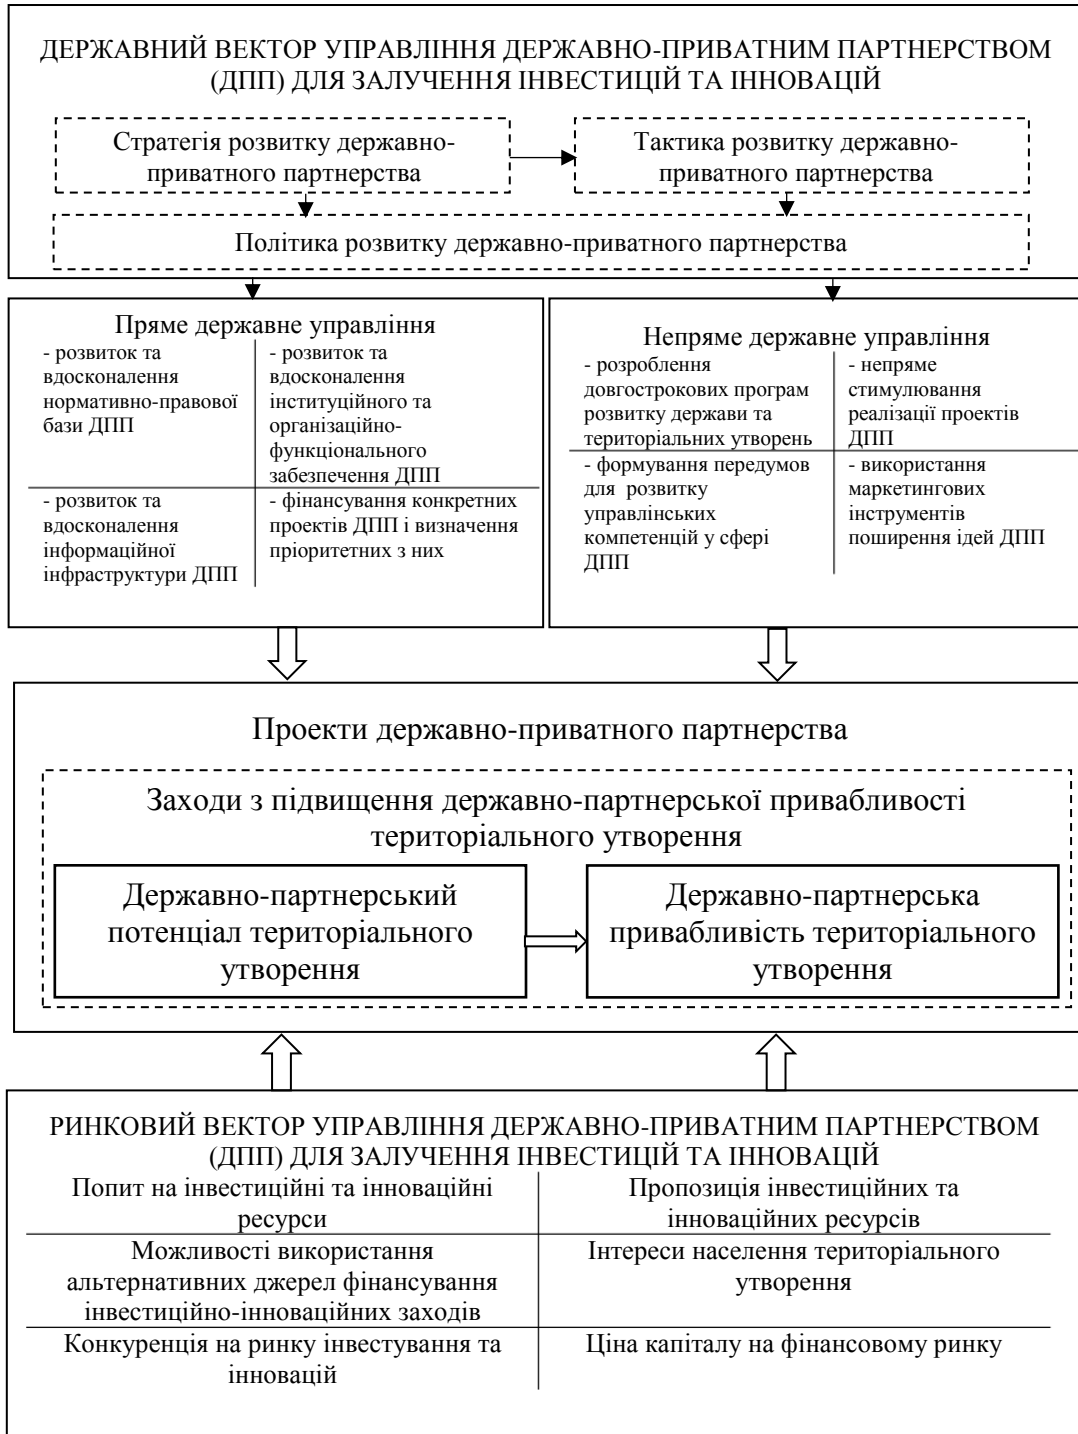 ДЕРЖАВНИЙ ВЕКТОР УПРАВЛІННЯ ДЕРЖАВНО-ПРИВАТНИМ ПАРТНЕРСТВОМ
(ДПП) ДЛЯ ЗАЛУЧЕННЯ ІНВЕСТИЦІЙ ТА ІННОВАЦІЙ
Стратегія розвитку державно-
приватного партнерства
Тактика розвитку державно-
приватного партнерства
Політика розвитку державно-приватного партнерства
Пряме державне управління
- розвиток та
вдосконалення
нормативно-правової
бази ДПП
- розвиток та
вдосконалення
інституційного та
організаційно-
функціонального
забезпечення ДПП
- розвиток та
вдосконалення
інформаційної
інфраструктури ДПП
- фінансування конкретних
проектів ДПП і визначення
пріоритетних з них
Непряме державне управління
- розроблення
довгострокових програм
розвитку держави та
територіальних утворень
- непряме
стимулювання
реалізації проектів
ДПП
- формування передумов
для розвитку
управлінських
компетенцій у сфері
ДПП
- використання
маркетингових
інструментів
поширення ідей ДПП
Проекти державно-приватного партнерства
Заходи з підвищення державно-партнерської привабливості
територіального утворення
Державно-партнерський
потенціал територіального
утворення
Державно-партнерська
привабливість територіального
утворення
РИНКОВИЙ ВЕКТОР УПРАВЛІННЯ ДЕРЖАВНО-ПРИВАТНИМ ПАРТНЕРСТВОМ
(ДПП) ДЛЯ ЗАЛУЧЕННЯ ІНВЕСТИЦІЙ ТА ІННОВАЦІЙ
Попит на інвестиційні та інноваційні
ресурси
Пропозиція інвестиційних та
інноваційних ресурсів
Можливості використання
альтернативних джерел фінансування
інвестиційно-інноваційних заходів
Інтереси населення територіального
утворення
Конкуренція на ринку інвестування та
інновацій
Ціна капіталу на фінансовому ринку